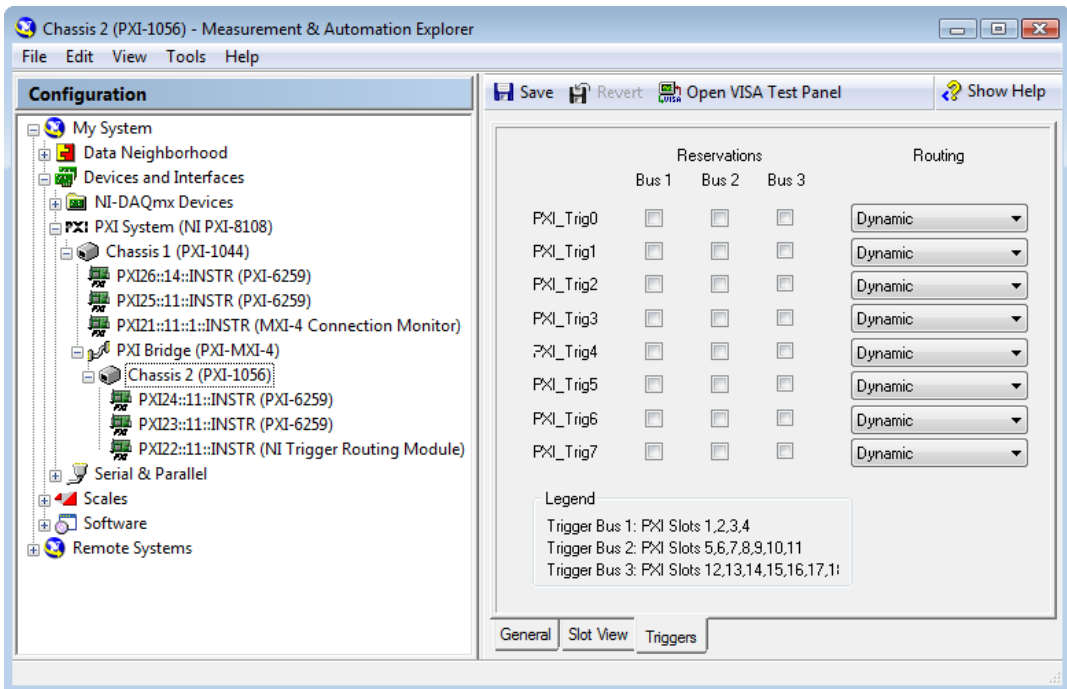 Chassis 2 (PXI-1056) - Measurement & Automation Explorer
File Edit View Tools Help
Configuration
My System
Data Neighborhood
Devices and Interfaces
NI-DAQmx Devices
PXI PXI System (NI PXI-8108)
Chassis 1 (PXI-1044)
PXI26::14::INSTR (PXI-6259)
PXI25::11::INSTR (PXI-6259)
PXI21::11::1::INSTR (MXI-4 Connection Monitor)
PXI Bridge (PXI-MXI-4)
Chassis 2 (PXI-1056)
PXI24::11::INSTR (PXI-6259)
PXI23::11::INSTR (PXI-6259)
PXI22::11::INSTR (NI Trigger Routing Module)
Serial & Parallel
Scales
Software
Remote Systems
Save Revert Open VISA Test Panel Show Help
Reservations Routing
Bus 1 Bus 2 Bus 3
PXI_Trig0 Dynamic
PXI_Trig1 Dynamic
PXI_Trig2 Dynamic
PXI_Trig3 Dynamic
PXI_Trig4 Dynamic
PXI_Trig5 Dynamic
PXI_Trig6 Dynamic
PXI_Trig7 Dynamic
Legend
Trigger Bus 1: PXI Slots 1,2,3,4
Trigger Bus 2: PXI Slots 5,6,7,8,9,10,11
Trigger Bus 3: PXI Slots 12,13,14,15,16,17,
General Slot View Triggers